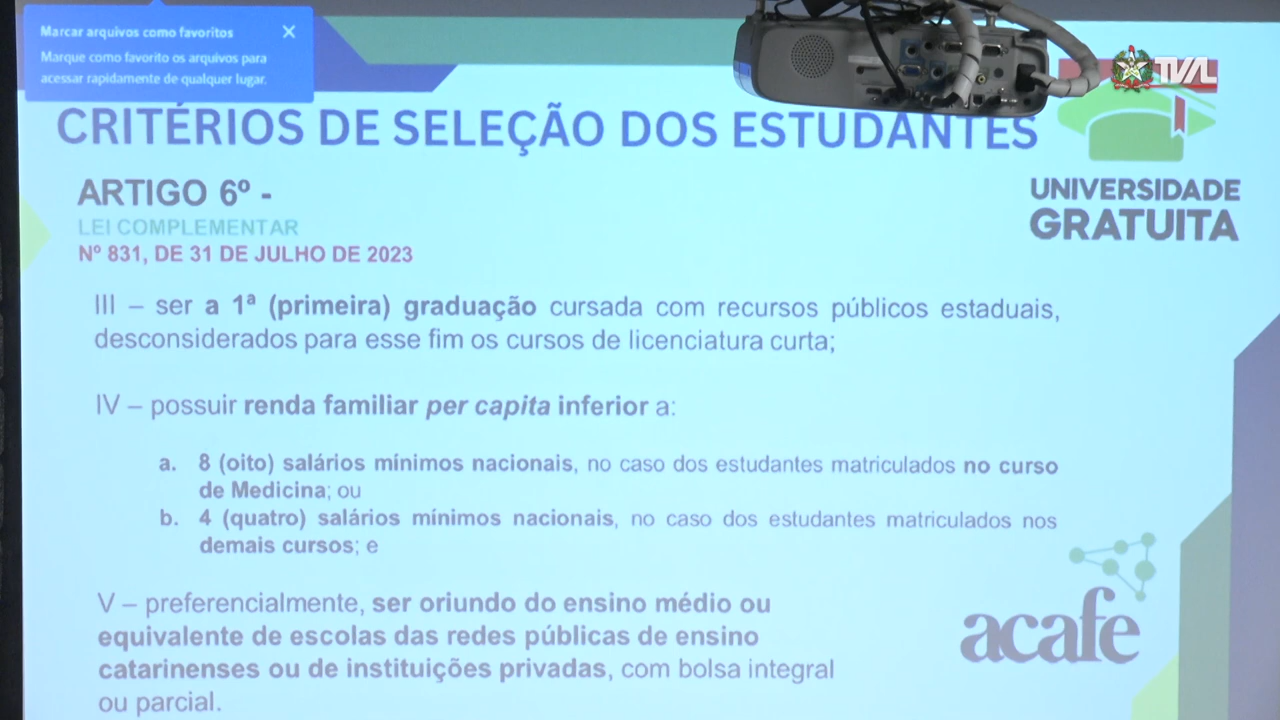 Marcar arquivos como favoritos
Marque como favorito os arquivos para
acessar rapidamente de qualquer lugar.
TVAL
CRITÉRIOS DE SELEÇÃO DOS ESTUDANTES
ARTIGO 6º -
LEI COMPLEMENTAR
Nº 831, DE 31 DE JULHO DE 2023
UNIVERSIDADE
GRATUITA
III – ser a 1ª (primeira) graduação cursada com recursos públicos estaduais,
desconsiderados para esse fim os cursos de licenciatura curta;
IV – possuir renda familiar per capita inferior a:
a. 8 (oito) salários mínimos nacionais, no caso dos estudantes matriculados no curso
de Medicina; ou
b. 4 (quatro) salários mínimos nacionais, no caso dos estudantes matriculados nos
demais cursos; e
V – preferencialmente, ser oriundo do ensino médio ou
equivalente de escolas das redes públicas de ensino
catarinenses ou de instituições privadas, com bolsa integral
ou parcial.
acafe